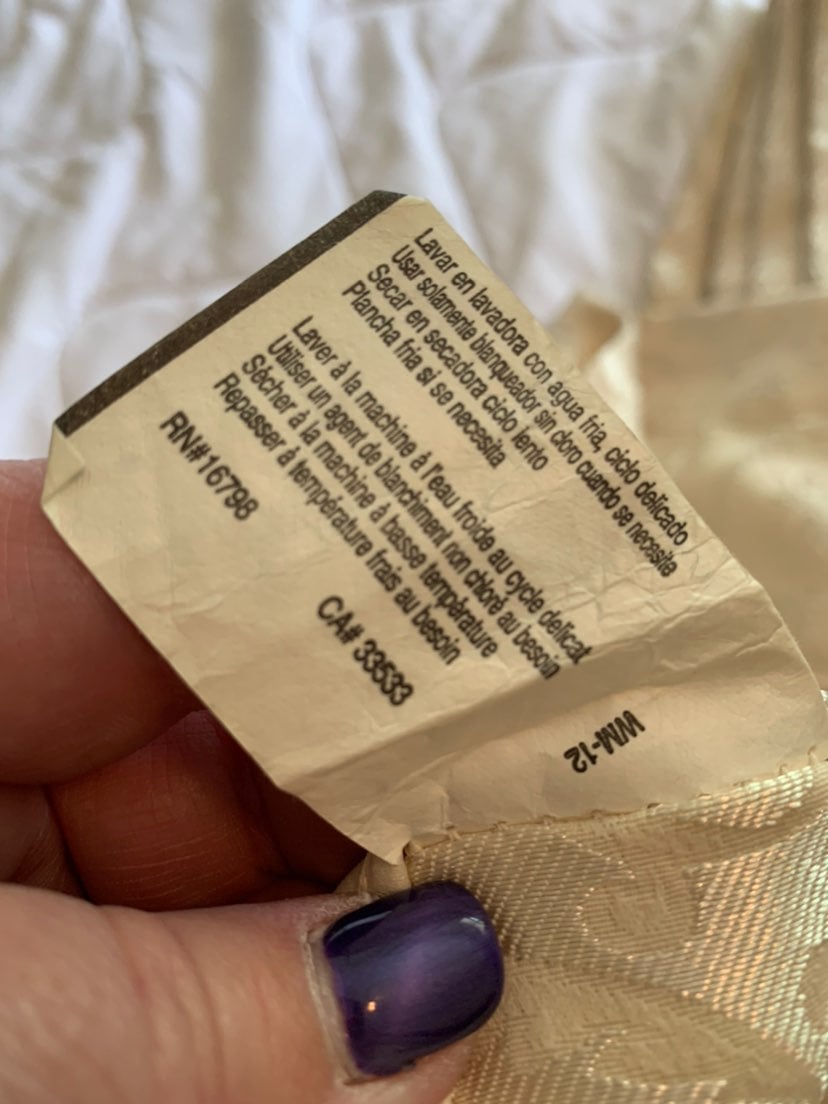 Lavar en lavadora con agua fria, ciclo delicado
Usar solamente blanqueador sin cloro cuando se necesite
Secar en secadora ciclo lento
Plancha fria si se necesita
Laver à la machine à l'eau froide au cycle délicat
Utiliser un agent de blanchiment non chloré au besoin
Sécher à la machine à basse température
Repasser à température frais au besoin
RN#16798 CA# 33533
WM-12